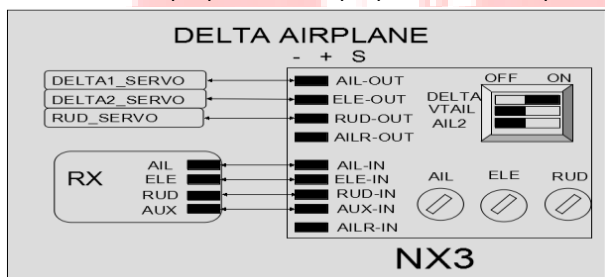 DELTA AIRPLANE
- + S
DELTA1_SERVO
DELTA2_SERVO
RUD_SERVO
AIL-OUT
ELE-OUT
RUD-OUT
AILR-OUT
OFF ON
DELTA
VTAIL
AIL2
RX
AIL
ELE
RUD
AUX
AIL-IN
ELE-IN
RUD-IN
AUX-IN
AILR-IN
AIL ELE RUD
NX3